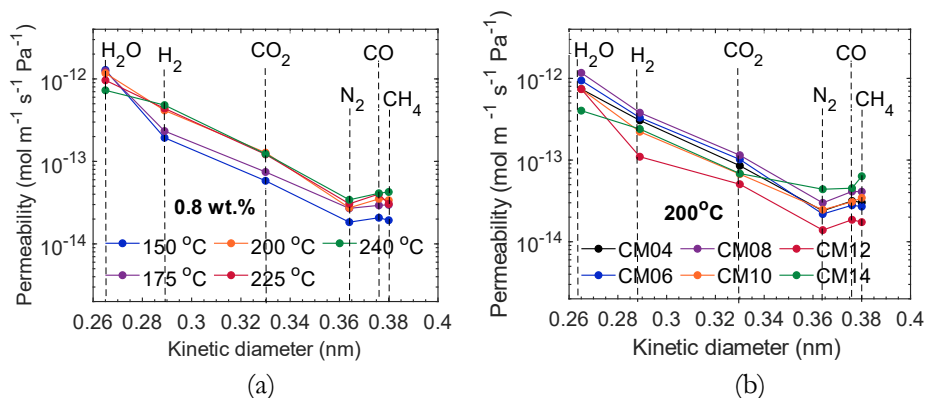 H₂O H₂ CO₂ CO
N₂ CH₄
10⁻¹²
10⁻¹³
10⁻¹⁴
Permeability (mol m⁻¹ s⁻¹ Pa⁻¹)
0.8 wt.%
150 °C 200 °C 240 °C
175 °C 225 °C
0.26 0.28 0.3 0.32 0.34 0.36 0.38 0.4
Kinetic diameter (nm)
(a)
H₂O H₂ CO₂ CO
N₂ CH₄
10⁻¹²
10⁻¹³
10⁻¹⁴
Permeability (mol m⁻¹ s⁻¹ Pa⁻¹)
200°C
CM04 CM08 CM12
CM06 CM10 CM14
0.26 0.28 0.3 0.32 0.34 0.36 0.38 0.4
Kinetic diameter (nm)
(b)